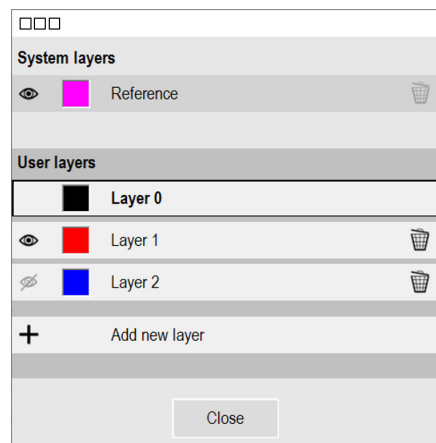 System layers
Reference
User layers
Layer 0
Layer 1
Layer 2
Add new layer
Close